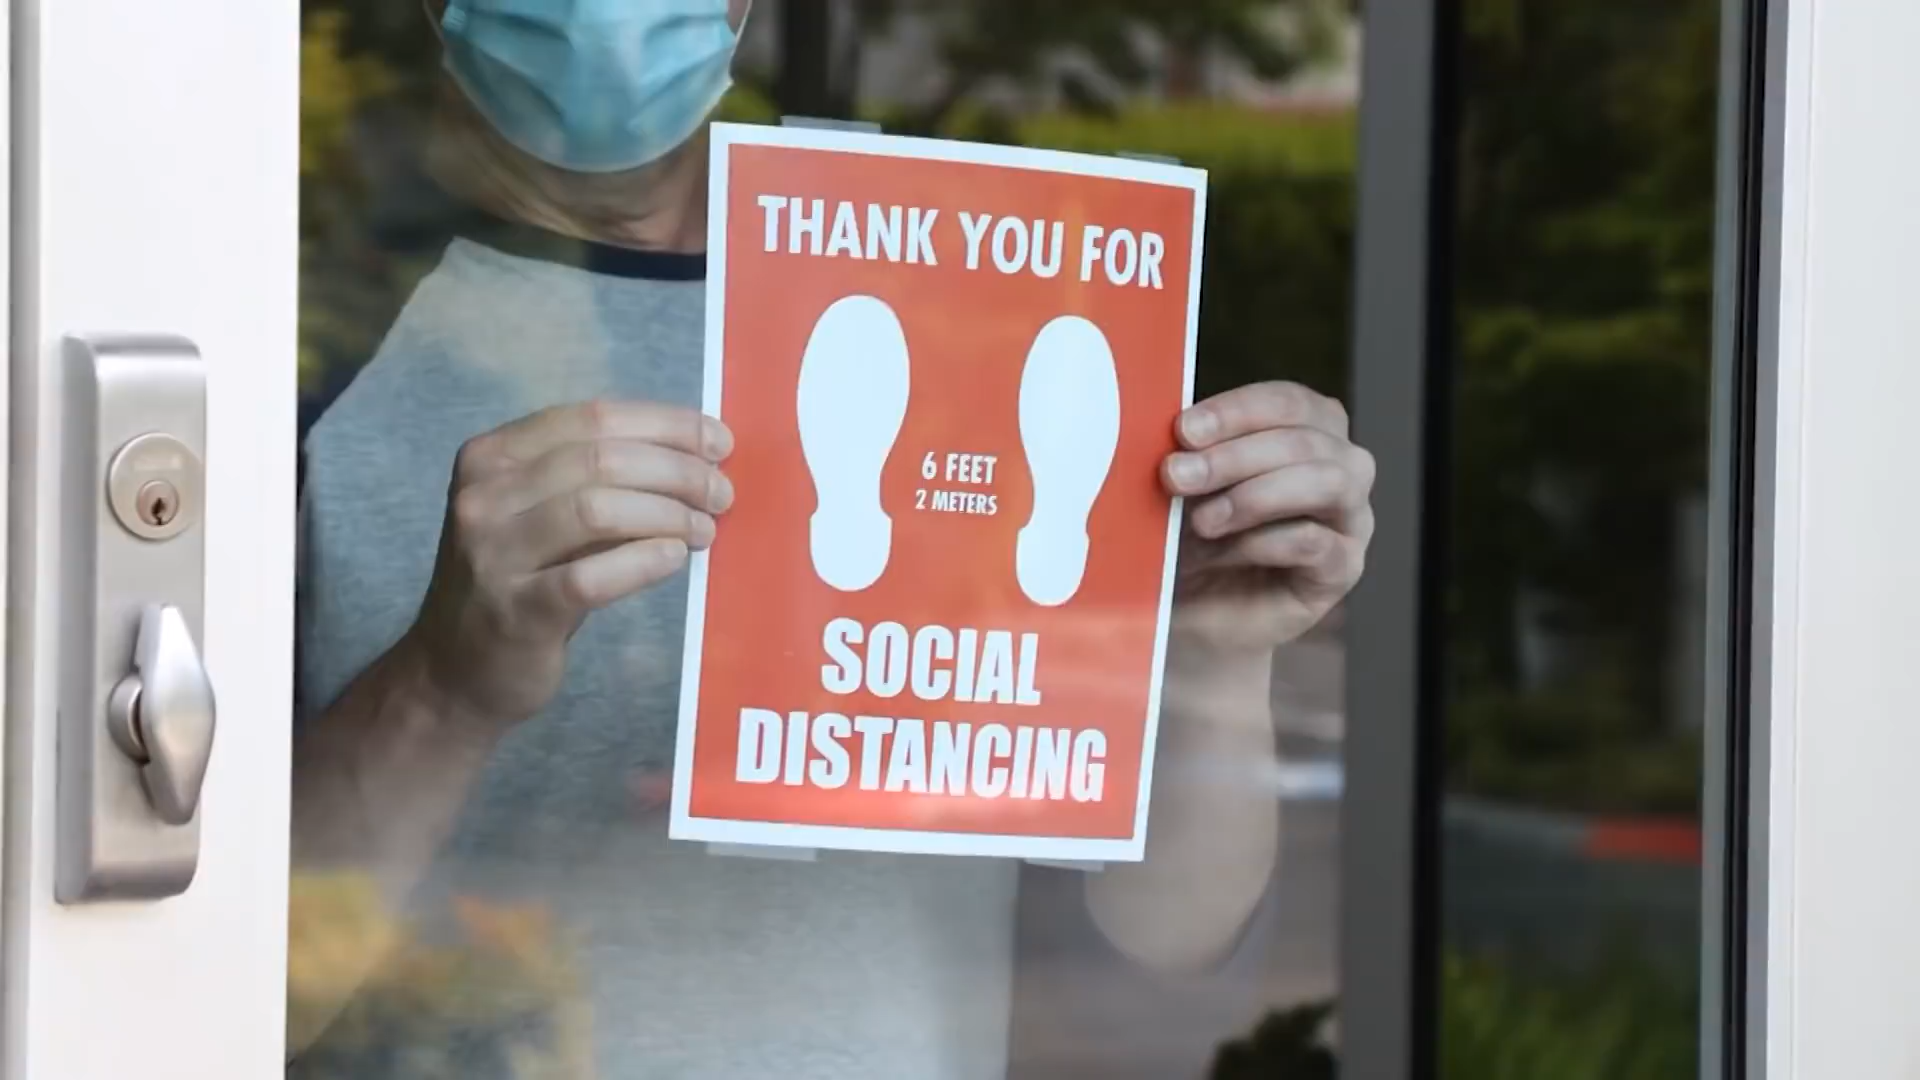 THANK YOU FOR
6 FEET
2 METERS
SOCIAL
DISTANCING